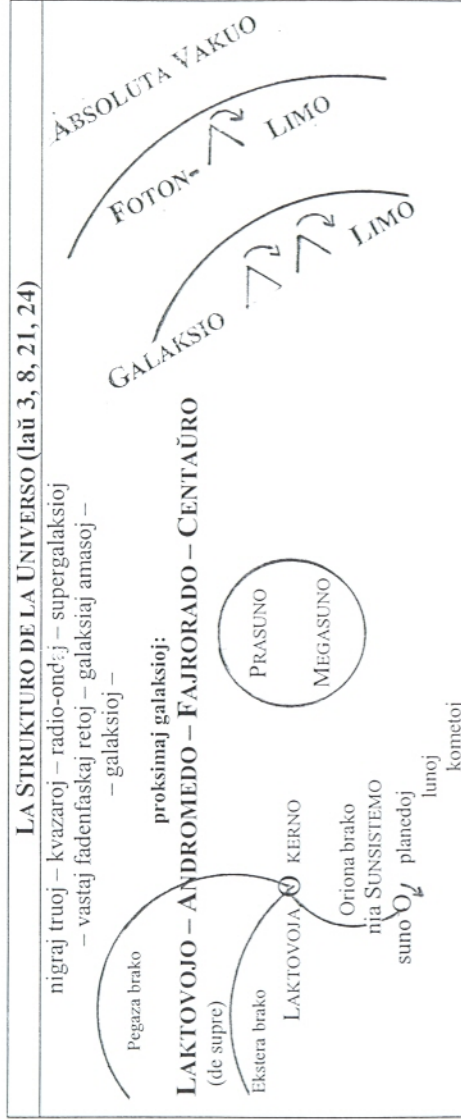 LA STRUKTURO DE LA UNIVERSO (laŭ 3, 8, 21, 24)
nigraj truoj – kvazaroj – radio-ondoj – supergalaksioj
– vastaj fadenfaskaj retoj – galaksiaj amasoj –
– galaksioj –
proksimaj galaksioj:
LAKTOVOJO – ANDROMEDO – FAJRORADO – CENTAŬRO
(de supre)
Pegaza brako
Ekstera brako
LAKTOVOJA KERNO
Oriona brako
nia SUNSISTEMO
suno
planedoj
lunoj
kometoj
PRASUNO
MEGASUNO
GALAKSIO
LIMO
FOTON-
LIMO
ABSOLUTA VAKUO